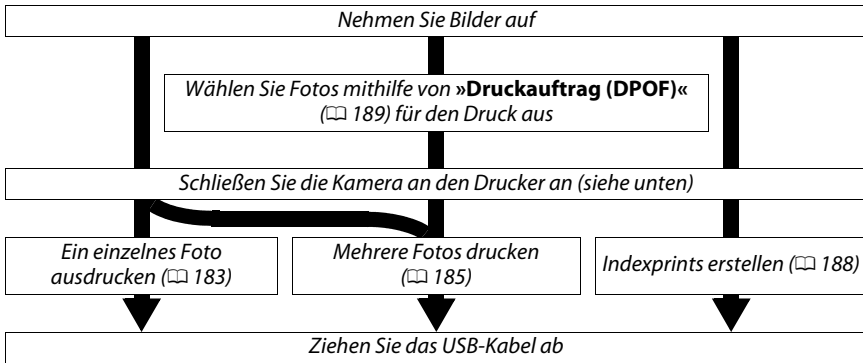 Nehmen Sie Bilder auf
Wählen Sie Fotos mithilfe von »Druckauftrag (DPOF)«
(🕮 189) für den Druck aus
Schließen Sie die Kamera an den Drucker an (siehe unten)
Ein einzelnes Foto
ausdrucken (🕮 183)
Mehrere Fotos drucken
(🕮 185)
Indexprints erstellen (🕮 188)
Ziehen Sie das USB-Kabel ab